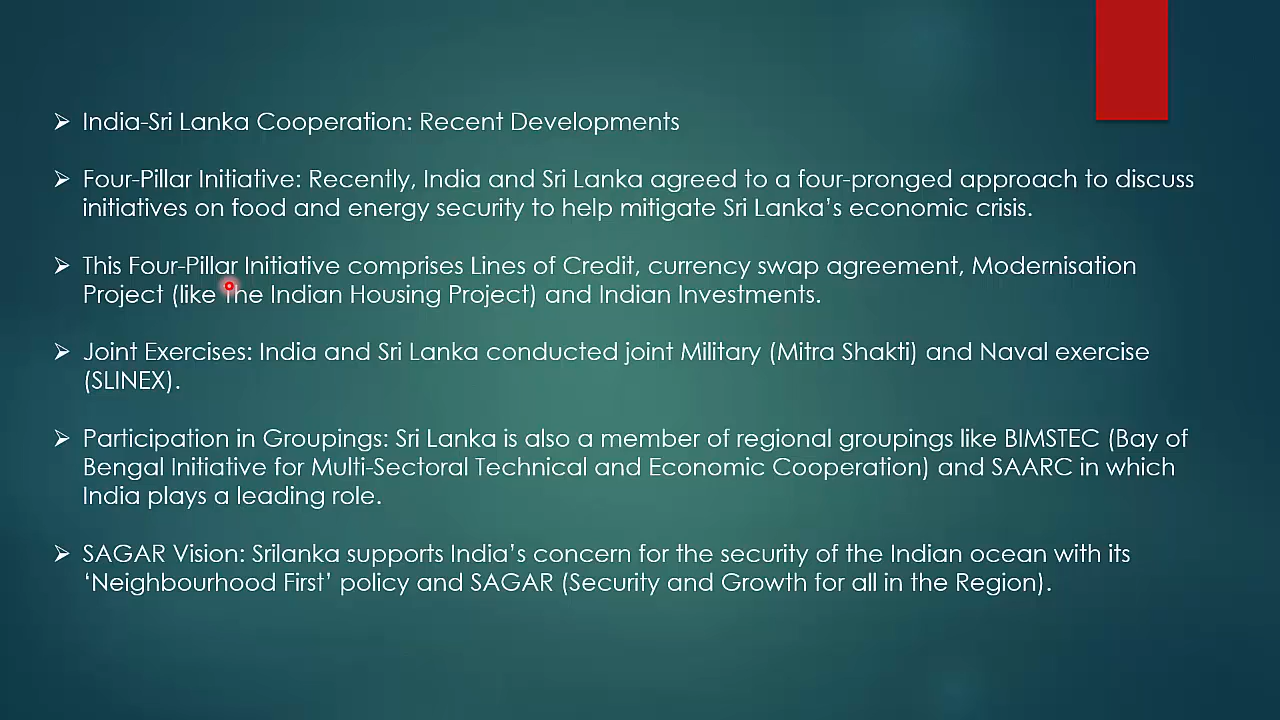 ➢ India-Sri Lanka Cooperation: Recent Developments
➢ Four-Pillar Initiative: Recently, India and Sri Lanka agreed to a four-pronged approach to discuss
initiatives on food and energy security to help mitigate Sri Lanka's economic crisis.
➢ This Four-Pillar Initiative comprises Lines of Credit, currency swap agreement, Modernisation
Project (like the Indian Housing Project) and Indian Investments.
➢ Joint Exercises: India and Sri Lanka conducted joint Military (Mitra Shakti) and Naval exercise
(SLINEX).
➢ Participation in Groupings: Sri Lanka is also a member of regional groupings like BIMSTEC (Bay of
Bengal Initiative for Multi-Sectoral Technical and Economic Cooperation) and SAARC in which
India plays a leading role.
➢ SAGAR Vision: Srilanka supports India's concern for the security of the Indian ocean with its
‘Neighbourhood First’ policy and SAGAR (Security and Growth for all in the Region).